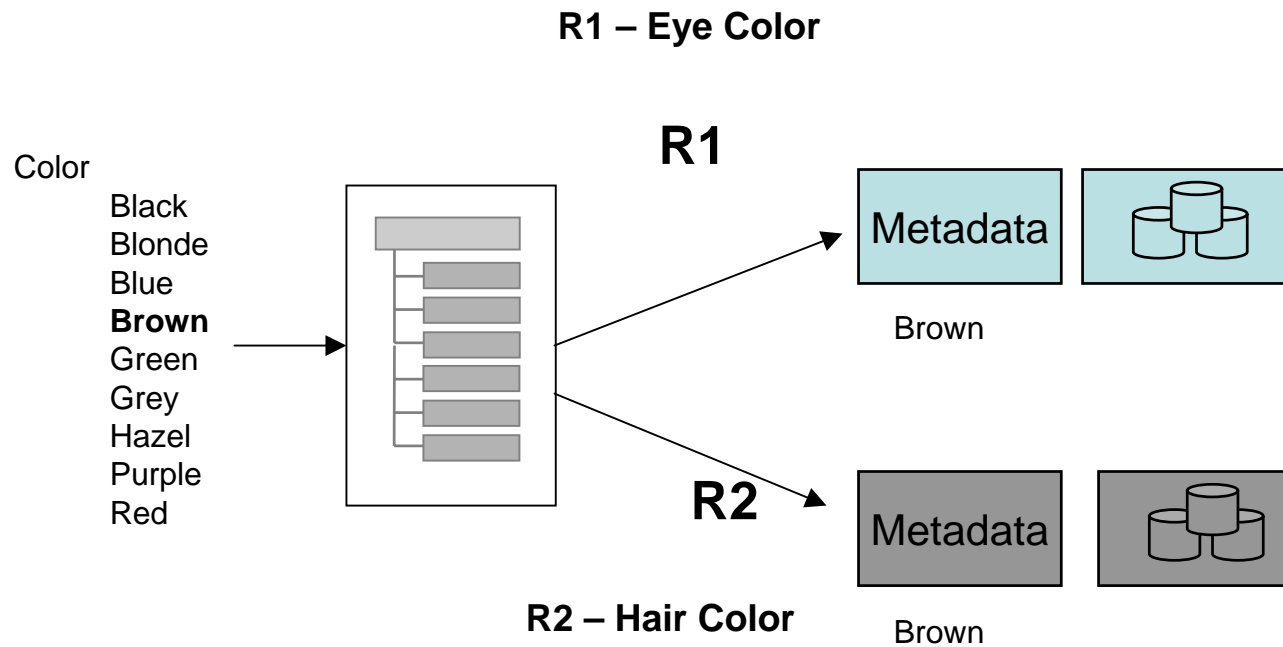 R1 – Eye Color
R1
Color
Black
Blonde
Blue
Brown
Green
Grey
Hazel
Purple
Red
Metadata
Brown
R2
Metadata
R2 – Hair Color
Brown